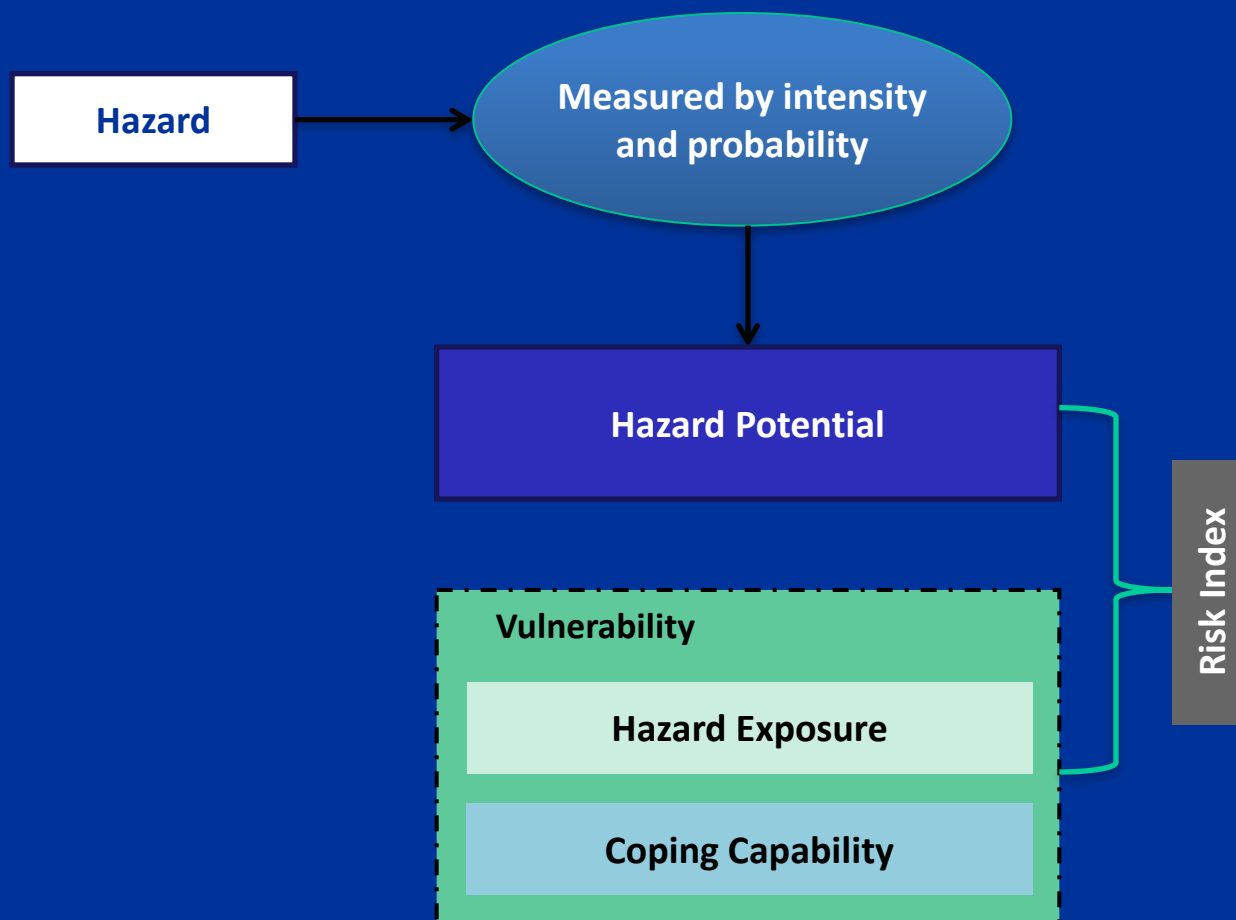 Hazard
Measured by intensity
and probability
Hazard Potential
Risk Index
Vulnerability
Hazard Exposure
Coping Capability